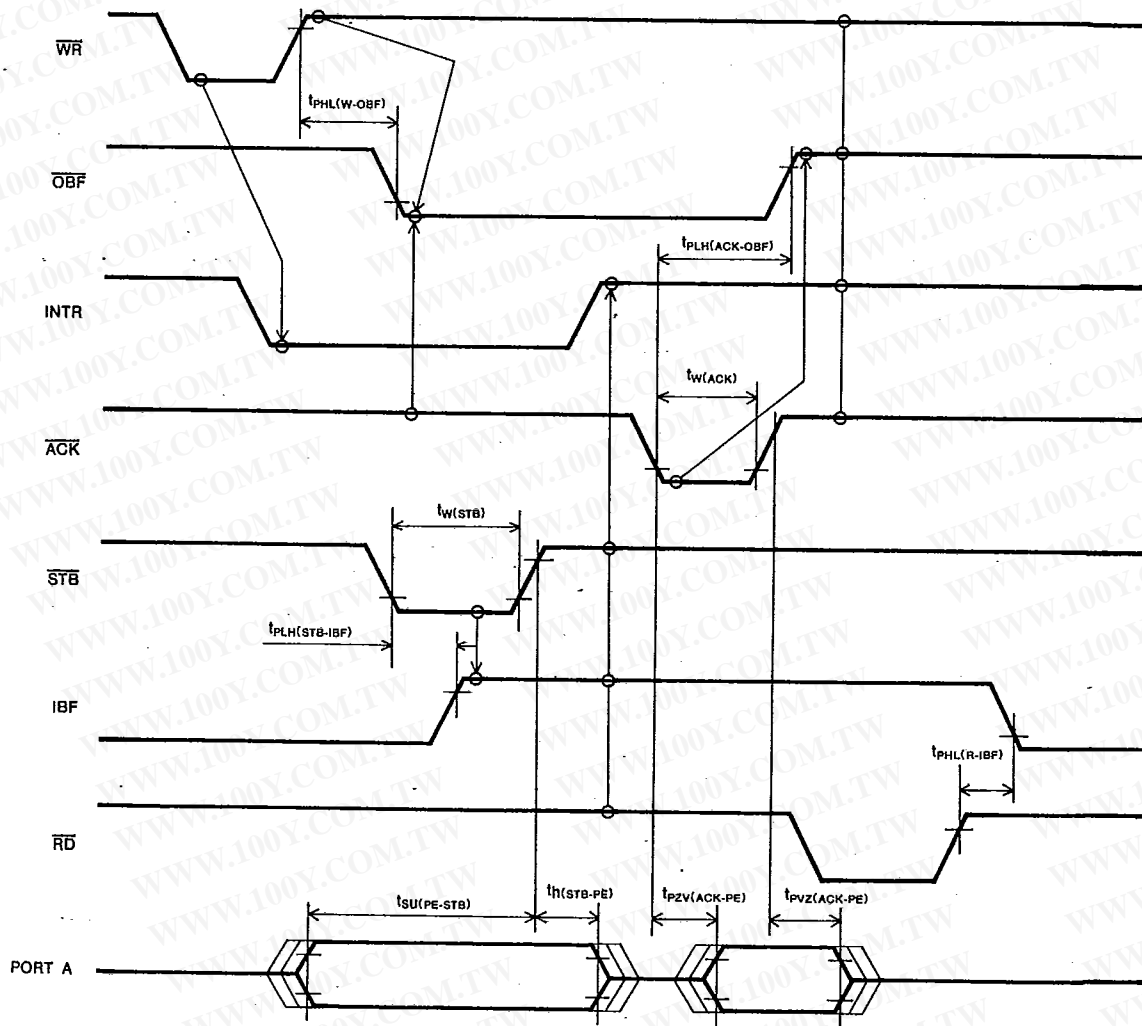 WR
tPHL(W-OBF)
OBF
tPLH(ACK-OBF)
INTR
tW(ACK)
ACK
tW(STB)
STB
tPLH(STB-IBF)
IBF
tPHL(R-IBF)
RD
tSU(PE-STB)
th(STB-PE)
tPZV(ACK-PE)
tPVZ(ACK-PE)
PORT A
WWW.100Y.COM.TW